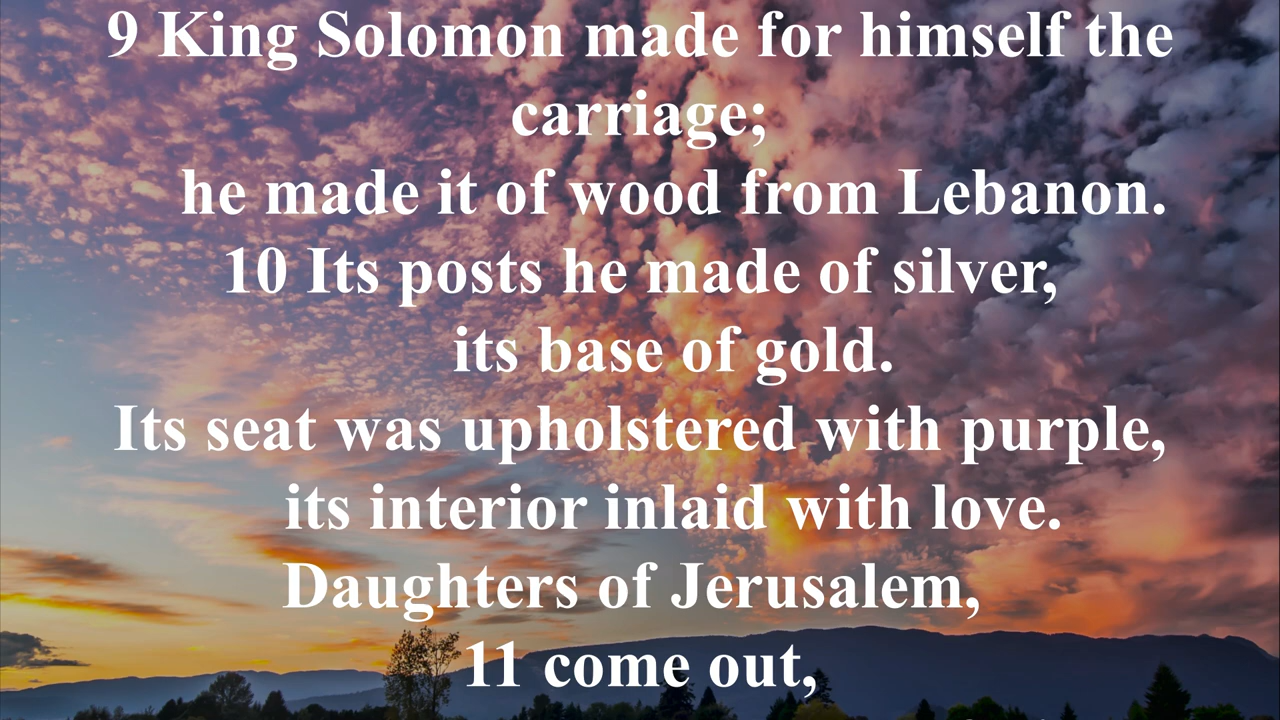 9 King Solomon made for himself the
carriage;
he made it of wood from Lebanon.
10 Its posts he made of silver,
its base of gold.
Its seat was upholstered with purple,
its interior inlaid with love.
Daughters of Jerusalem,
11 come out,